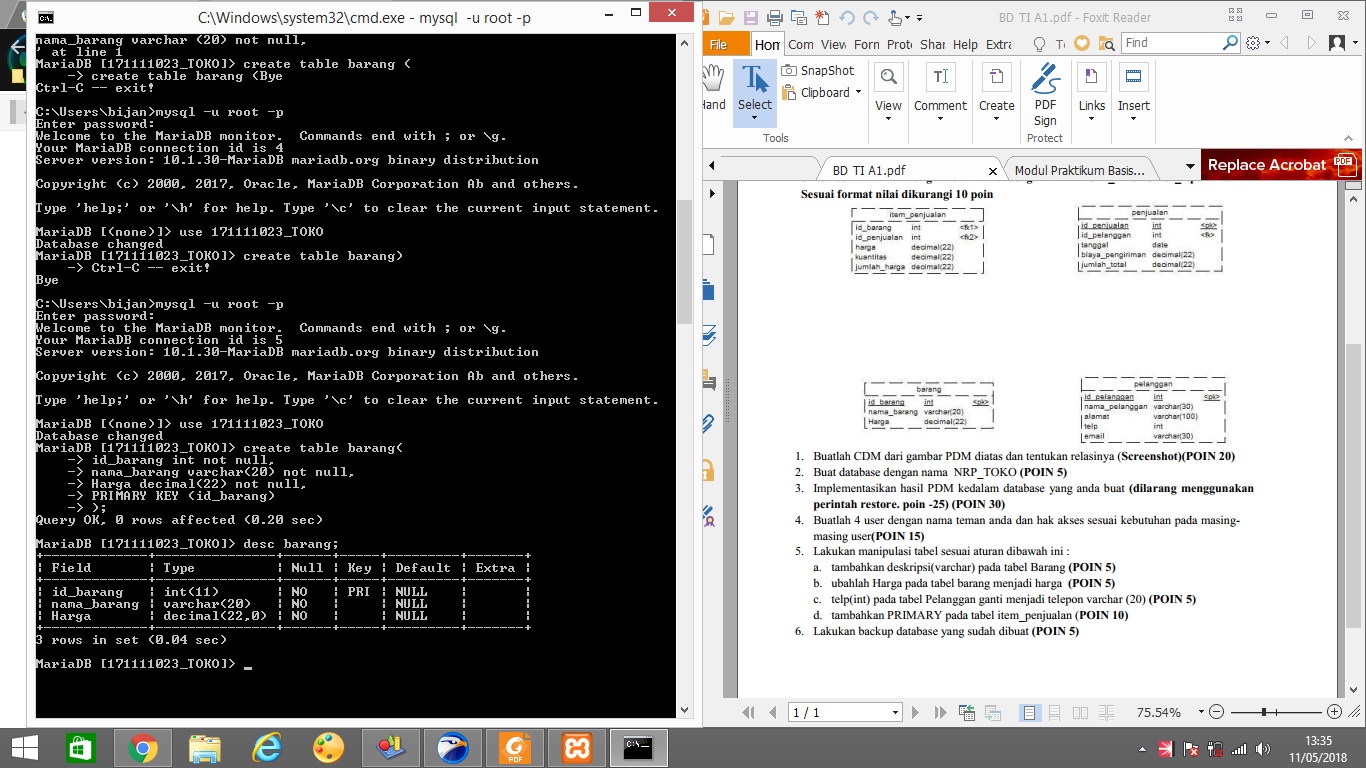 C:\Windows\system32\cmd.exe - mysql -u root -p
nama_barang varchar (20) not null,
' at line 1
MariaDB [171111023_TOKO]> create table barang (
-> create table barang (Bye
Ctrl-C -- exit!
C:\Users\bijan>mysql -u root -p
Enter password:
Welcome to the MariaDB monitor.  Commands end with ; or \g.
Your MariaDB connection id is 4
Server version: 10.1.30-MariaDB mariadb.org binary distribution
Copyright (c) 2000, 2017, Oracle, MariaDB Corporation Ab and others.
Type 'help;' or '\h' for help. Type '\c' to clear the current input statement.
MariaDB [(none)]> use 171111023_TOKO
Database changed
MariaDB [171111023_TOKO]> create table barang)
-> Ctrl-C -- exit!
Bye
C:\Users\bijan>mysql -u root -p
Enter password:
Welcome to the MariaDB monitor.  Commands end with ; or \g.
Your MariaDB connection id is 5
Server version: 10.1.30-MariaDB mariadb.org binary distribution
Copyright (c) 2000, 2017, Oracle, MariaDB Corporation Ab and others.
Type 'help;' or '\h' for help. Type '\c' to clear the current input statement.
MariaDB [(none)]> use 171111023_TOKO
Database changed
MariaDB [171111023_TOKO]> create table barang(
-> id_barang int not null,
-> nama_barang varchar(20) not null,
-> Harga decimal(22) not null,
-> PRIMARY KEY (id_barang)
-> );
Query OK, 0 rows affected (0.20 sec)
MariaDB [171111023_TOKO]> desc barang;
| Field | Type | Null | Key | Default | Extra |
| id_barang | int(11) | NO | PRI | NULL | |
| nama_barang | varchar(20) | NO | | NULL | |
| Harga | decimal(22,0) | NO | | NULL | |
3 rows in set (0.04 sec)
MariaDB [171111023_TOKO]> _
BD TI A1.pdf - Foxit Reader
File Hom Com View Forn Prote Shar Help Extra Find
Hand Select SnapShot Clipboard View Comment Create PDF Sign Links Insert
Tools Protect
BD TI A1.pdf Modul Praktikum Basis... Replace Acrobat PDF
Sesuai format nilai dikurangi 10 poin
item_penjualan
id_barang int <fk1>
id_penjualan int <fk2>
harga decimal(22)
kuantitas decimal(22)
jumlah_harga decimal(22)
penjualan
id_penjualan int <pk>
id_pelanggan int <fk>
tanggal date
biaya_pengiriman decimal(22)
jumlah_total decimal(22)
barang
id_barang int <pk>
nama_barang varchar(20)
Harga decimal(22)
pelanggan
id_pelanggan int <pk>
nama_pelanggan varchar(30)
alamat varchar(100)
telp int
email varchar(30)
1. Buatlah CDM dari gambar PDM diatas dan tentukan relasinya (Screenshot)(POIN 20)
2. Buat database dengan nama NRP_TOKO (POIN 5)
3. Implementasikan hasil PDM kedalam database yang anda buat (dilarang menggunakan
perintah restore. poin -25) (POIN 30)
4. Buatlah 4 user dengan nama teman anda dan hak akses sesuai kebutuhan pada masing-
masing user(POIN 15)
5. Lakukan manipulasi tabel sesuai aturan dibawah ini :
a. tambahkan deskripsi(varchar) pada tabel Barang (POIN 5)
b. ubahlah Harga pada tabel barang menjadi harga (POIN 5)
c. telp(int) pada tabel Pelanggan ganti menjadi telepon varchar (20) (POIN 5)
d. tambahkan PRIMARY pada tabel item_penjualan (POIN 10)
6. Lakukan backup database yang sudah dibuat (POIN 5)
1 / 1 75.54%
13:35
11/05/2018